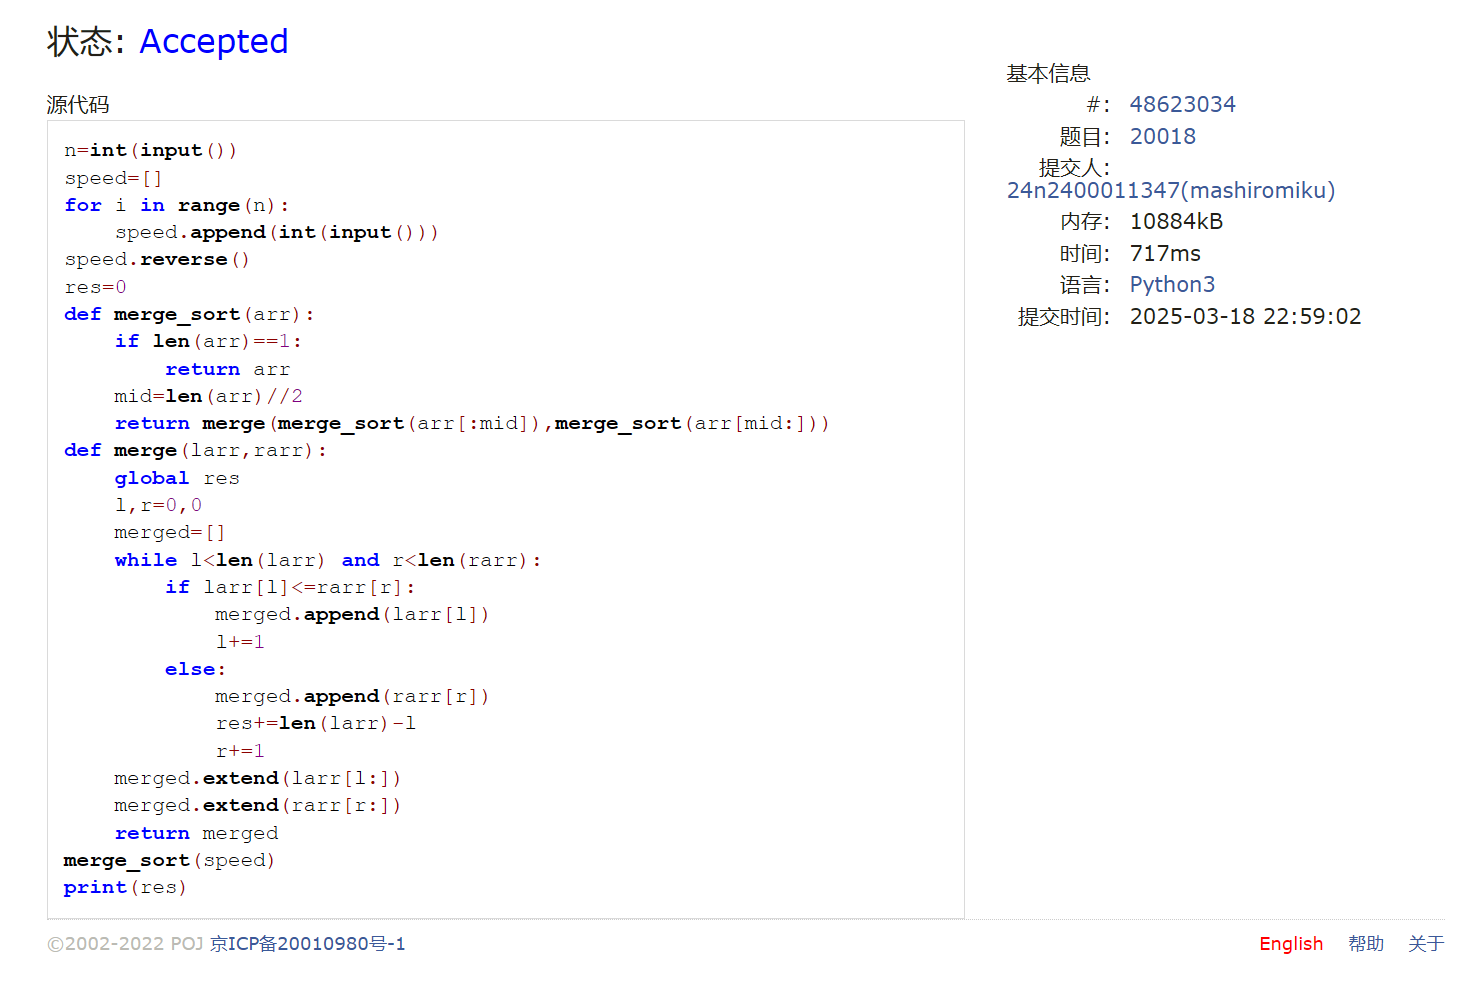 状态: Accepted
源代码
n=int(input())
speed=[]
for i in range(n):
    speed.append(int(input()))
speed.reverse()
res=0
def merge_sort(arr):
    if len(arr)==1:
        return arr
    mid=len(arr)//2
    return merge(merge_sort(arr[:mid]),merge_sort(arr[mid:]))
def merge(larr,rarr):
    global res
    l,r=0,0
    merged=[]
    while l<len(larr) and r<len(rarr):
        if larr[l]<=rarr[r]:
            merged.append(larr[l])
            l+=1
        else:
            merged.append(rarr[r])
            res+=len(larr)-l
            r+=1
    merged.extend(larr[l:])
    merged.extend(rarr[r:])
    return merged
merge_sort(speed)
print(res)
基本信息
#: 48623034
题目: 20018
提交人:
24n2400011347(mashiromiku)
内存: 10884kB
时间: 717ms
语言: Python3
提交时间: 2025-03-18 22:59:02
©2002-2022 POJ 京ICP备20010980号-1
English 帮助 关于